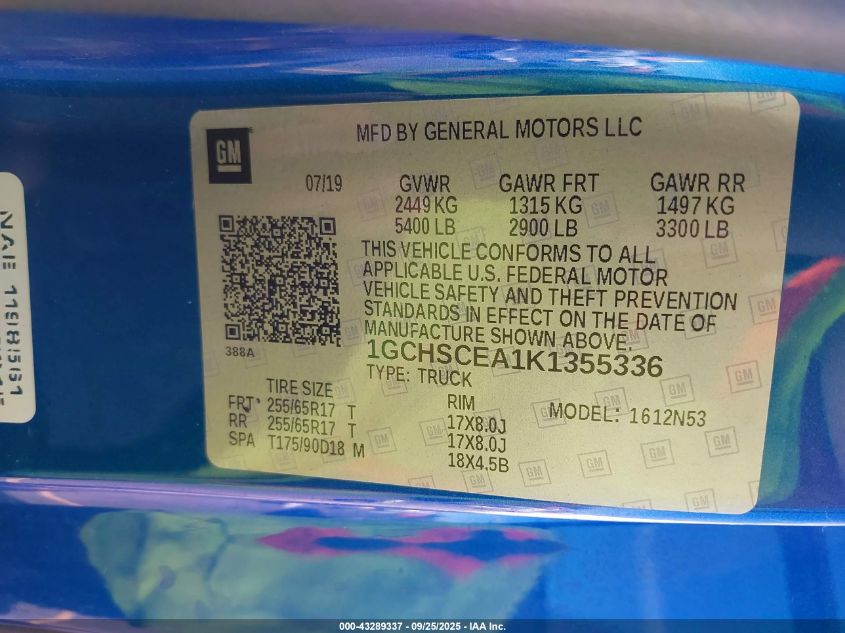 MFD BY GENERAL MOTORS LLC
GM
07/19 GVWR GAWR FRT GAWR RR
2449 KG 1315 KG 1497 KG
5400 LB 2900 LB 3300 LB
THIS VEHICLE CONFORMS TO ALL
APPLICABLE U.S. FEDERAL MOTOR
VEHICLE SAFETY AND THEFT PREVENTION
STANDARDS IN EFFECT ON THE DATE OF
MANUFACTURE SHOWN ABOVE.
388A
1GCHSCEA1K1355336
TYPE: TRUCK
TIRE SIZE RIM MODEL: 1612N53
FRT 255/65R17 T 17X8.0J
RR 255/65R17 T 17X8.0J
SPA T175/90D18 M 18X4.5B
000-43289337 - 09/25/2025 - IAA Inc.